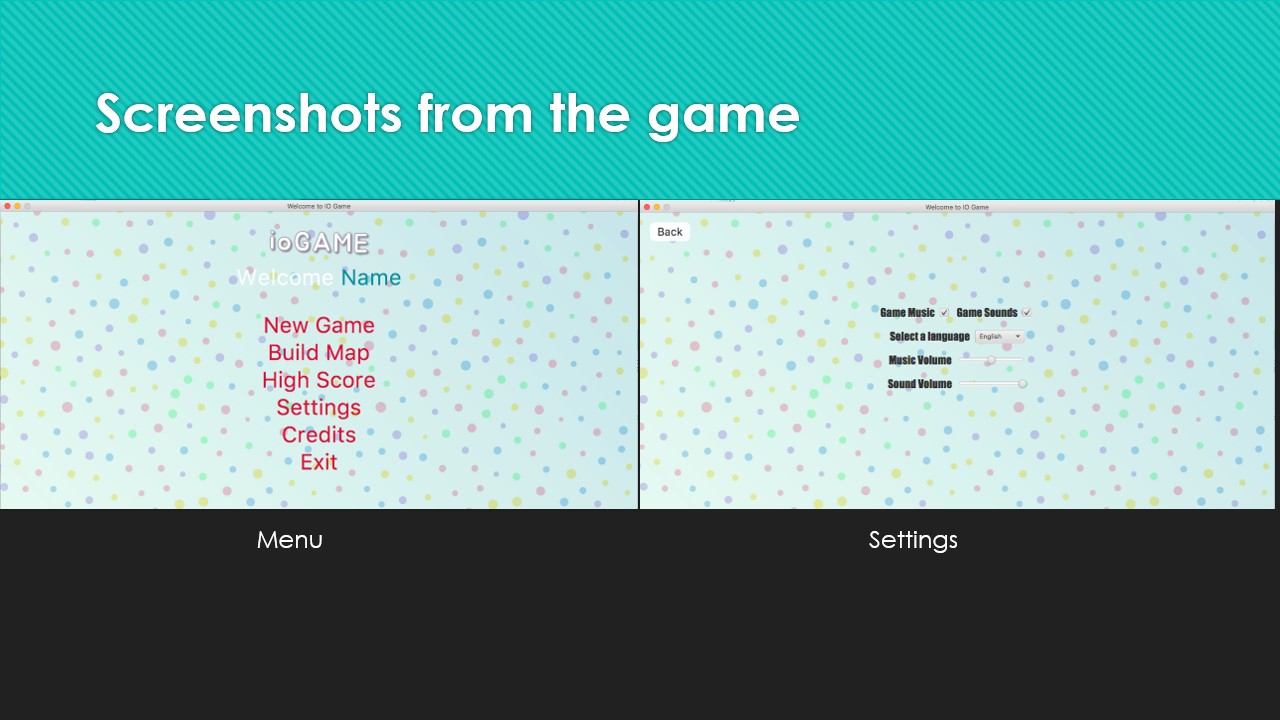 Screenshots from the game
Welcome to IO Game
ioGAME
Welcome Name
New Game
Build Map
High Score
Settings
Credits
Exit
Menu
Welcome to IO Game
Back
Game Music Game Sounds
Select a language English
Music Volume
Sound Volume
Settings